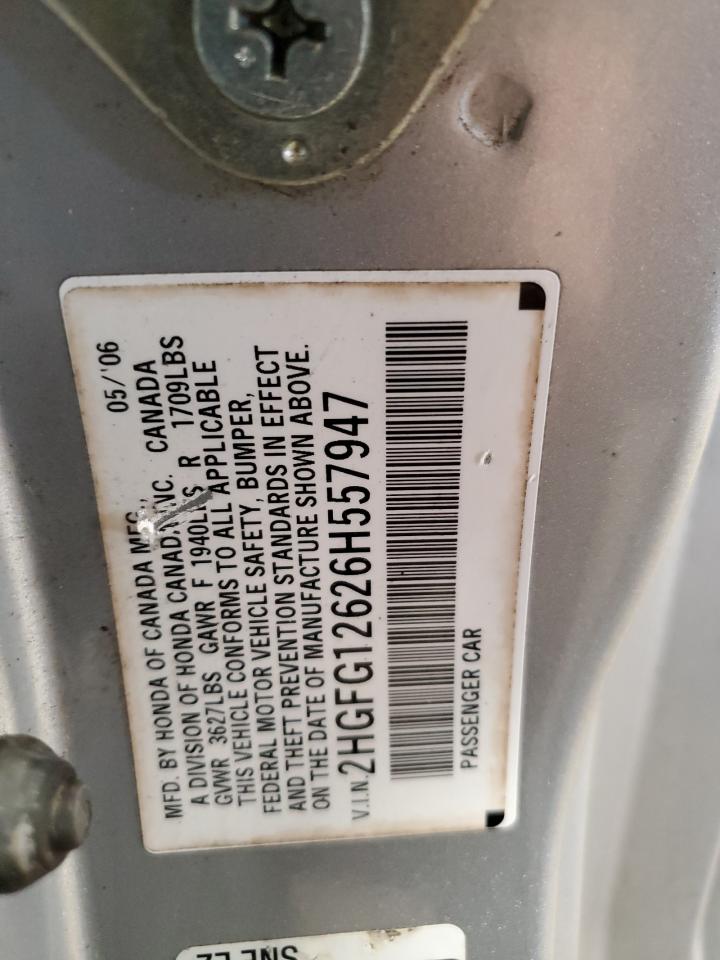 05/'06
MFD. BY HONDA OF CANADA MFG.,
A DIVISION OF HONDA CANADA INC. CANADA
GVWR 3627LBS GAWR F 1940LBS R 1709LBS
THIS VEHICLE CONFORMS TO ALL APPLICABLE
FEDERAL MOTOR VEHICLE SAFETY, BUMPER,
AND THEFT PREVENTION STANDARDS IN EFFECT
ON THE DATE OF MANUFACTURE SHOWN ABOVE.
V.I.N. 2HGFG12626H557947
PASSENGER CAR